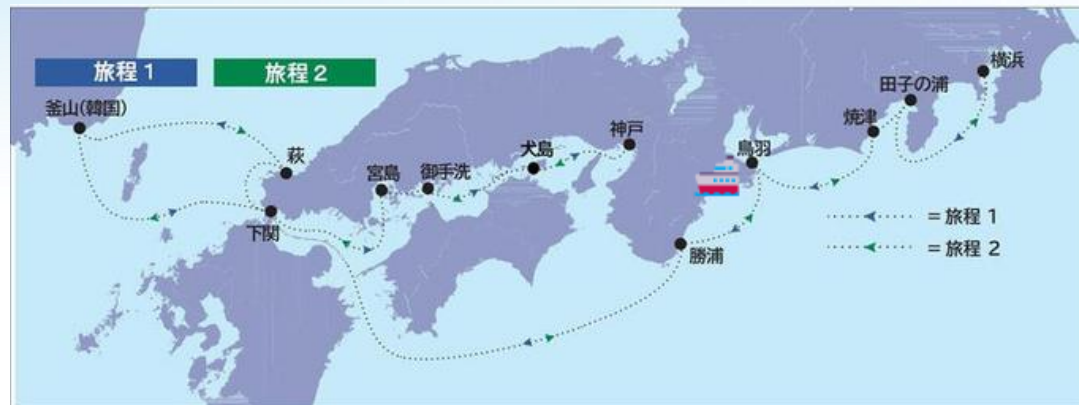 旅程1
旅程2
横浜
田子の浦
釜山(韓国)
焼津
神戸
鳥羽
犬島
萩
宮島
御手洗
= 旅程 1
下関
= 旅程 2
勝浦